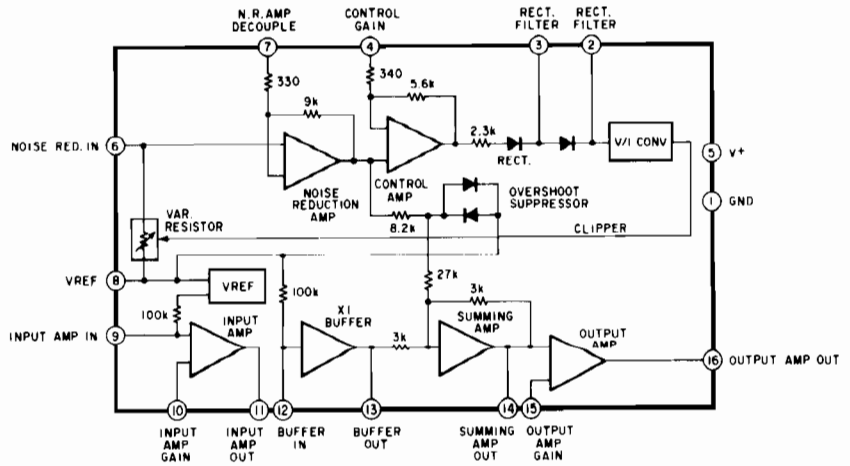 N.R. AMP
DECOUPLE
CONTROL
GAIN
RECT.
FILTER
RECT.
FILTER
7
4
3
2
330
340
5.6k
9k
2.3k
NOISE RED. IN
6
RECT.
V/I CONV
5
V+
NOISE
REDUCTION
AMP
CONTROL
AMP
OVERSHOOT
SUPPRESSOR
1
GND
VAR.
RESISTOR
8.2k
CLIPPER
VREF
8
VREF
100k
27k
100k
INPUT
AMP
X1
BUFFER
3k
SUMMING
AMP
INPUT AMP IN
9
3k
OUTPUT
AMP
16
OUTPUT AMP OUT
10
11
12
13
14
15
INPUT
AMP
GAIN
INPUT
AMP
OUT
BUFFER
IN
BUFFER
OUT
SUMMING
AMP
OUT
OUTPUT
AMP
GAIN